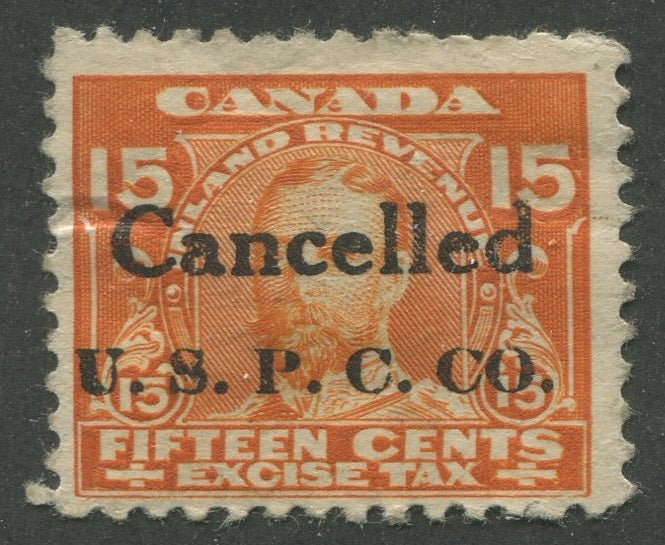 CANADA
INLAND REVENUE
15 15
Cancelled
U. S. P. C. CO.
15 15
FIFTEEN CENTS
EXCISE TAX